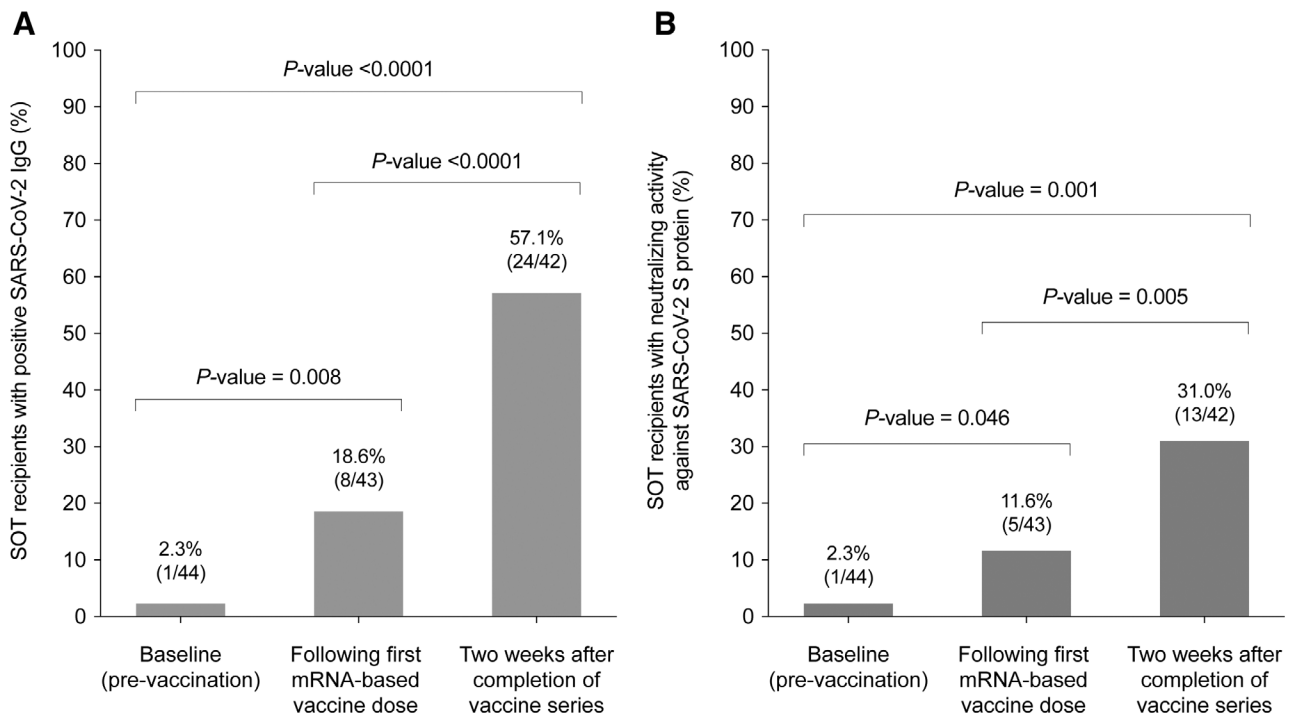 A
SOT recipients with positive SARS-CoV-2 IgG (%)
100
90
80
70
60
50
40
30
20
10
0
P-value <0.0001
P-value <0.0001
P-value = 0.008
2.3%
(1/44)
18.6%
(8/43)
57.1%
(24/42)
Baseline
(pre-vaccination)
Following first
mRNA-based
vaccine dose
Two weeks after
completion of
vaccine series
B
SOT recipients with neutralizing activity
against SARS-CoV-2 S protein (%)
100
90
80
70
60
50
40
30
20
10
0
P-value = 0.001
P-value = 0.005
P-value = 0.046
2.3%
(1/44)
11.6%
(5/43)
31.0%
(13/42)
Baseline
(pre-vaccination)
Following first
mRNA-based
vaccine dose
Two weeks after
completion of
vaccine series